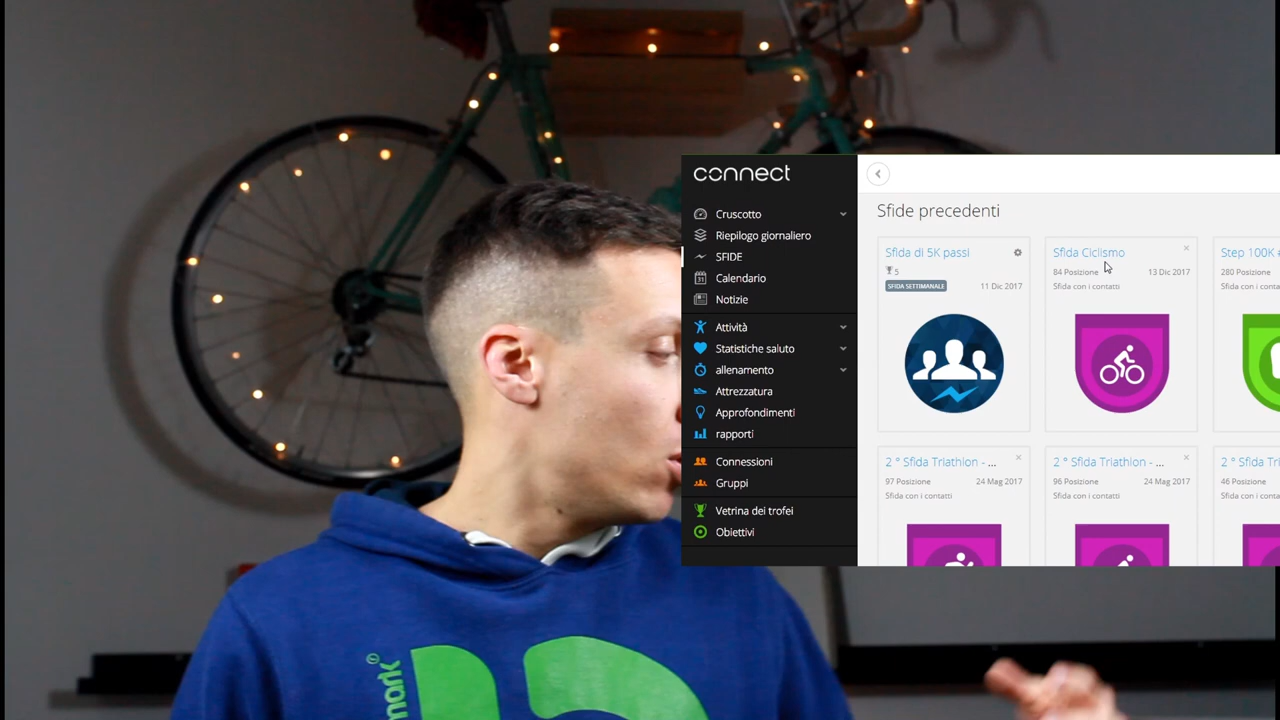 connect
Cruscotto
Riepilogo giornaliero
SFIDE
Calendario
Notizie
Attività
Statistiche saluto
allenamento
Attrezzatura
Approfondimenti
rapporti
Connessioni
Gruppi
Vetrina dei trofei
Obiettivi
Sfide precedenti
Sfida di 5K passi
5
SFIDA SETTIMANALE 11 Dic 2017
Sfida Ciclismo
84 Posizione 13 Dic 2017
Sfida con i contatti
Step 100K
280 Posizione
Sfida con i conta
2 ° Sfida Triathlon - ...
97 Posizione 24 Mag 2017
Sfida con i contatti
2 ° Sfida Triathlon - ...
96 Posizione 24 Mag 2017
Sfida con i contatti
2 ° Sfida Tri
46 Posizione
Sfida con i conta
mark®